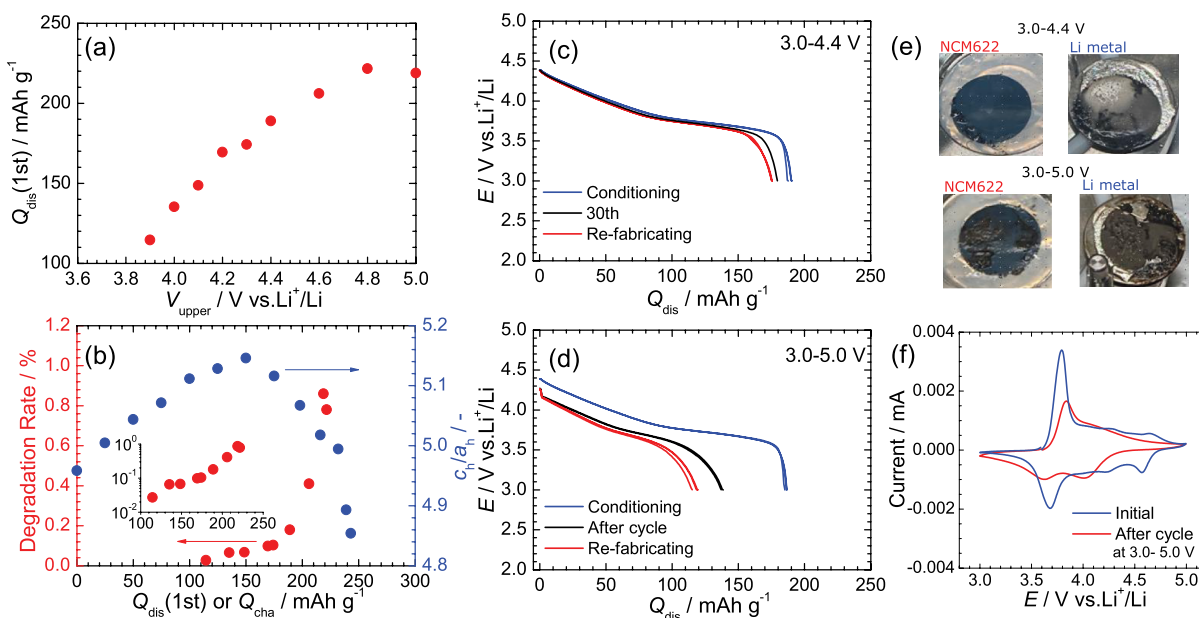 (a)
Q_dis(1st) / mAh g⁻¹
250
200
150
100
3.6 3.8 4.0 4.2 4.4 4.6 4.8 5.0
V_upper / V vs.Li⁺/Li
(b)
Degradation Rate / %
1.2
1.0
0.8
0.6
0.4
0.2
0.0
5.2
5.1
5.0
4.9
4.8
c_h/a_h / -
10⁰
10⁻¹
10⁻²
100 150 200 250
0 50 100 150 200 250 300
Q_dis(1st) or Q_cha / mAh g⁻¹
(c)
3.0-4.4 V
E / V vs.Li⁺/Li
5.0
4.5
4.0
3.5
3.0
2.5
2.0
Conditioning
30th
Re-fabricating
0 50 100 150 200 250
Q_dis / mAh g⁻¹
(d)
3.0-5.0 V
E / V vs.Li⁺/Li
5.0
4.5
4.0
3.5
3.0
2.5
2.0
Conditioning
After cycle
Re-fabricating
0 50 100 150 200 250
Q_dis / mAh g⁻¹
(e)
3.0-4.4 V
NCM622 Li metal
3.0-5.0 V
NCM622 Li metal
(f)
Current / mA
0.004
0.002
0.000
-0.002
-0.004
Initial
After cycle
at 3.0- 5.0 V
3.0 3.5 4.0 4.5 5.0
E / V vs.Li⁺/Li